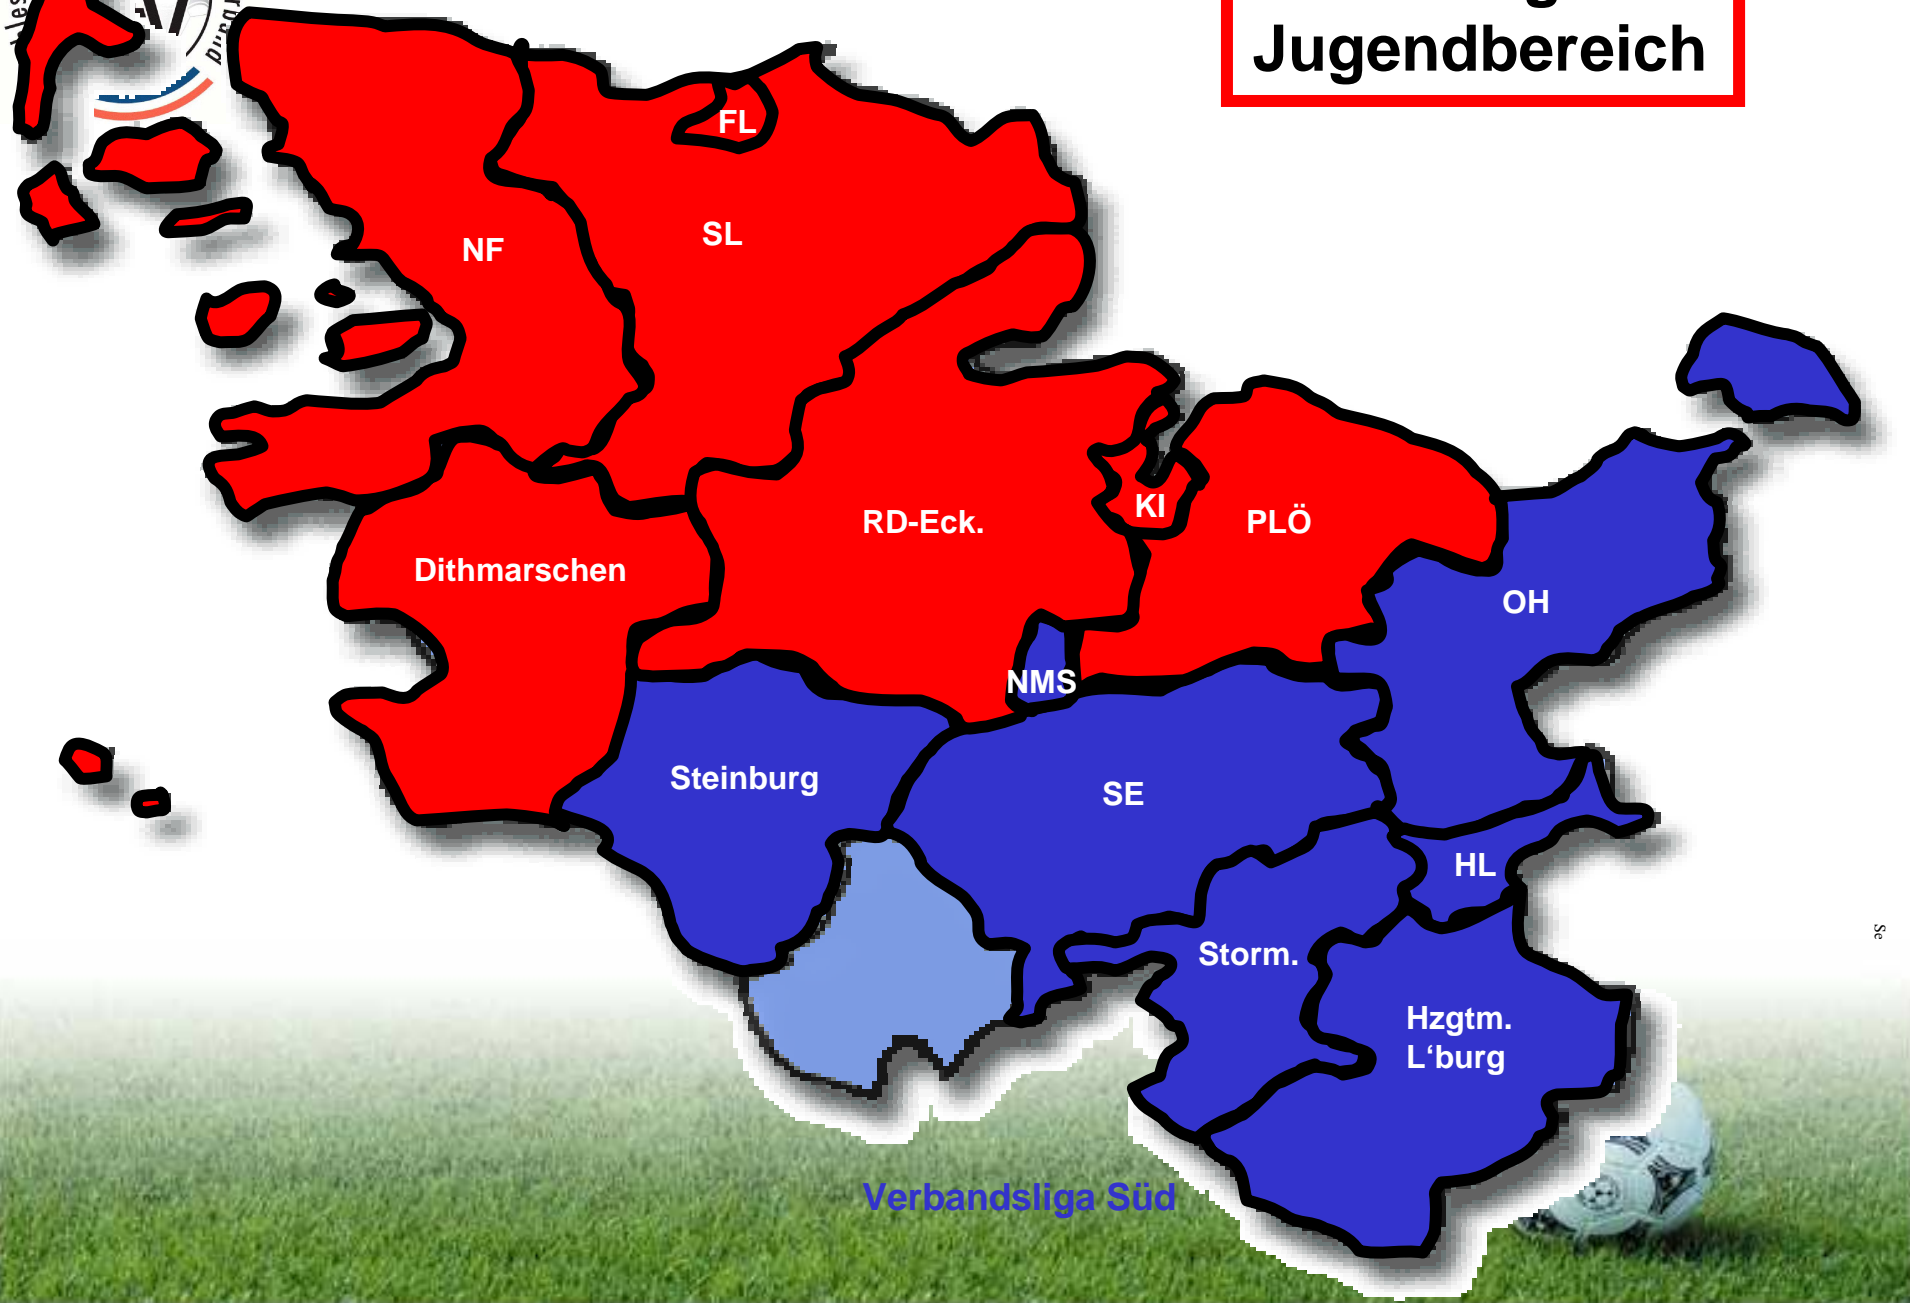 Jugendbereich
FL
SL
NF
KI
RD-Eck.
PLÖ
Dithmarschen
OH
NMS
Steinburg
SE
HL
Storm.
Hzgtm.
L‘burg
Verbandsliga Süd
Se